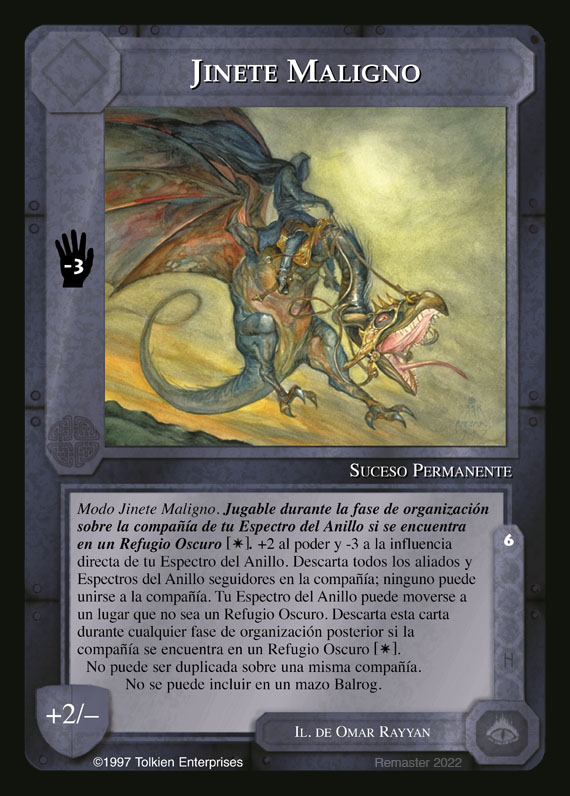 Jinete Maligno
-3
Suceso Permanente
Modo Jinete Maligno. Jugable durante la fase de organización
sobre la compañía de tu Espectro del Anillo si se encuentra
en un Refugio Oscuro [✶]. +2 al poder y -3 a la influencia
directa de tu Espectro del Anillo. Descarta todos los aliados y
Espectros del Anillo seguidores en la compañía; ninguno puede
unirse a la compañía. Tu Espectro del Anillo puede moverse a
un lugar que no sea un Refugio Oscuro. Descarta esta carta
durante cualquier fase de organización posterior si la
compañía se encuentra en un Refugio Oscuro [✶].
No puede ser duplicada sobre una misma compañía.
No se puede incluir en un mazo Balrog.
6
H
+2/–
Il. de Omar Rayyan
©1997 Tolkien Enterprises
Remaster 2022